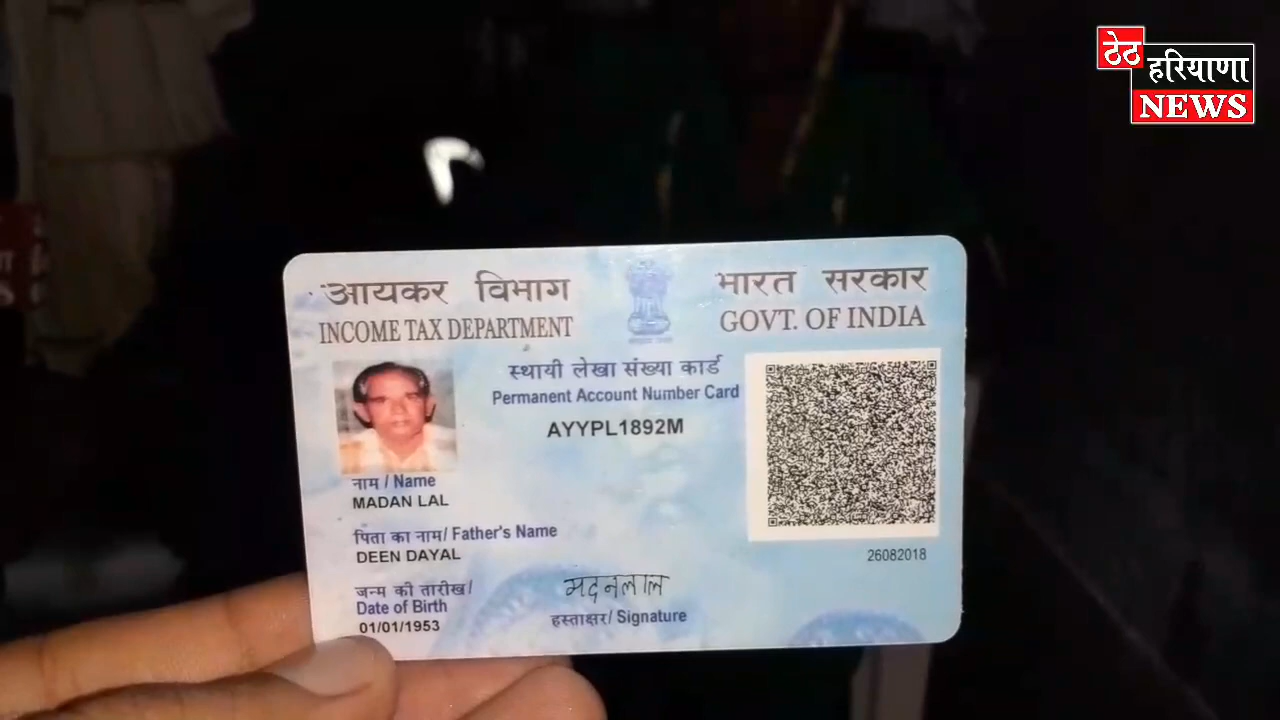 ठेठ
हरियाणा
NEWS
आयकर विभाग
INCOME TAX DEPARTMENT
भारत सरकार
GOVT. OF INDIA
स्थायी लेखा संख्या कार्ड
Permanent Account Number Card
AYYPL1892M
नाम / Name
MADAN LAL
पिता का नाम/ Father's Name
DEEN DAYAL
26082018
जन्म की तारीख/
Date of Birth
01/01/1953
मदनलाल
हस्ताक्षर/ Signature